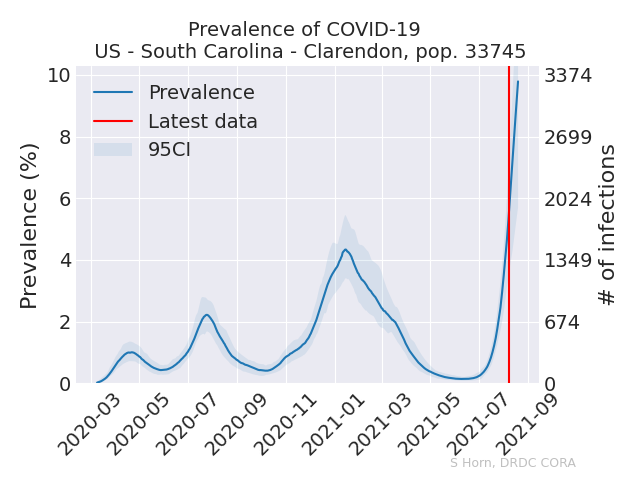 Prevalence of COVID-19
US - South Carolina - Clarendon, pop. 33745
Prevalence
Latest data
95CI
Prevalence (%)
10
8
6
4
2
0
3374
2699
2024
1349
674
0
# of infections
2020-03
2020-05
2020-07
2020-09
2020-11
2021-01
2021-03
2021-05
2021-07
2021-09
S Horn, DRDC CORA